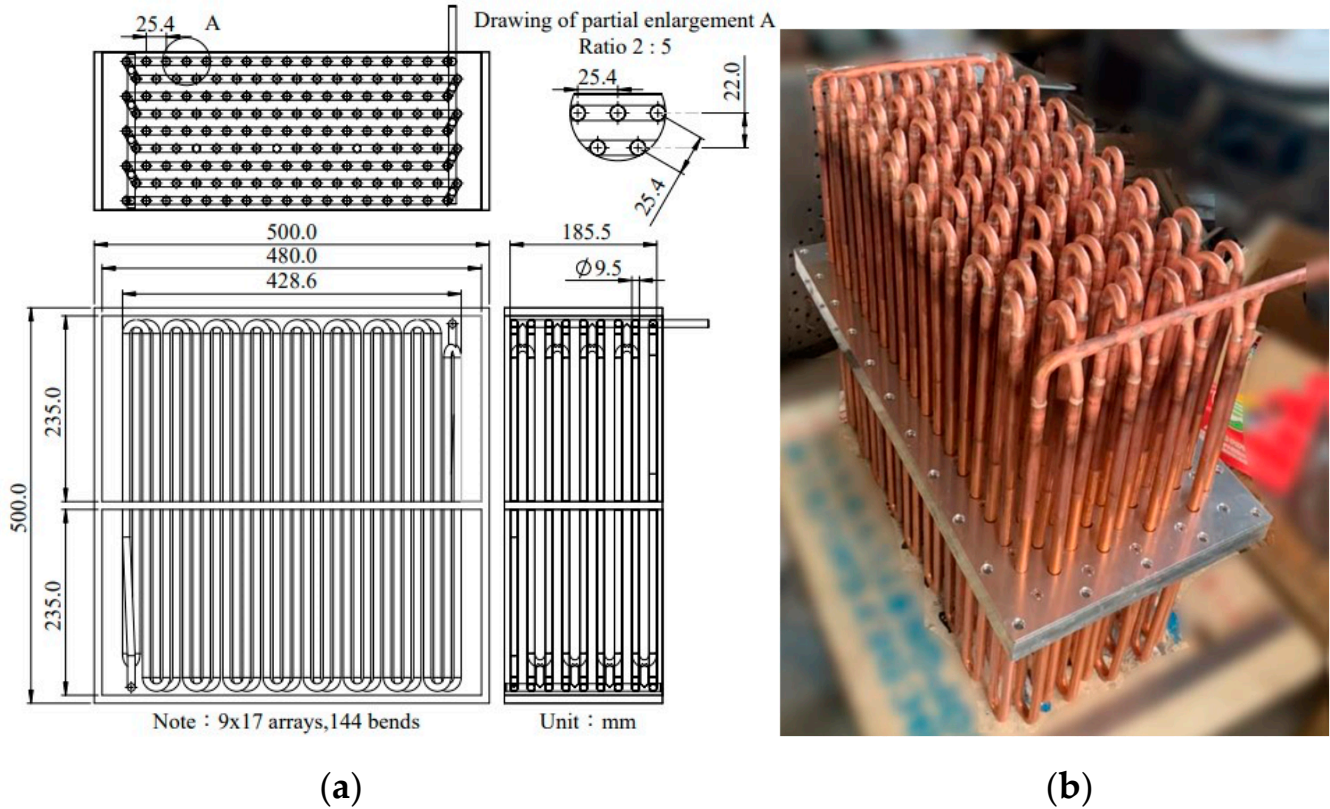 25.4
A
Drawing of partial enlargement A
Ratio 2 : 5
25.4
22.0
25.4
500.0
480.0
428.6
185.5
Ø9.5
235.0
500.0
235.0
Note：9x17 arrays,144 bends
Unit：mm
(a)
(b)